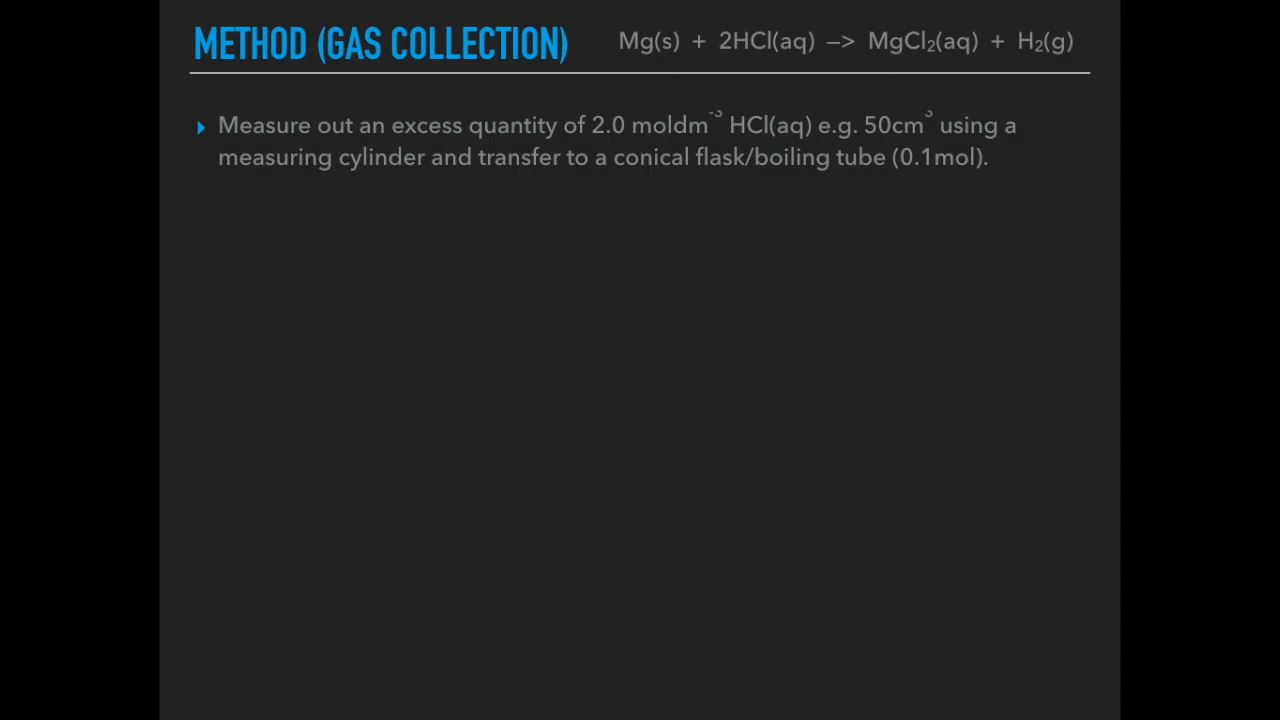 METHOD (GAS COLLECTION)
Mg(s) + 2HCl(aq) –> MgCl₂(aq) + H₂(g)
Measure out an excess quantity of 2.0 moldm⁻³ HCl(aq) e.g. 50cm³ using a
measuring cylinder and transfer to a conical flask/boiling tube (0.1mol).